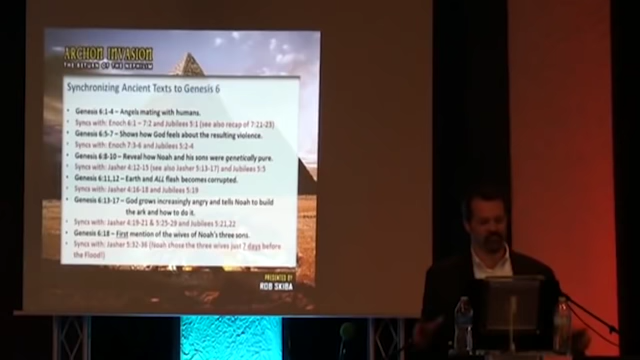 ARCHON INVASION
THE RETURN OF THE NEPHILIM
Synchronizing Ancient Texts to Genesis 6
• Genesis 6:1-4 – Angels mating with humans.
Syncs with: Enoch 6:1 – 7:2 and Jubilees 5:1 (see also recap of 7:21-23)
• Genesis 6:5-7 – Shows how God feels about the resulting violence.
Syncs with: Enoch 7:3-6 and Jubilees 5:2-4
• Genesis 6:8-10 – Reveal how Noah and his sons were genetically pure.
Syncs with: Jasher 4:12-15 (see also Jasher 5:13-17) and Jubilees 5:5
• Genesis 6:11,12 – Earth and ALL flesh becomes corrupted.
Syncs with: Jasher 4:16-18 and Jubilees 5:19
• Genesis 6:13-17 – God grows increasingly angry and tells Noah to build
the ark and how to do it.
Syncs with: Jasher 4:19-21 & 5:25-29 and Jubilees 5:21,22
• Genesis 6:18 – First mention of the wives of Noah's three sons.
Syncs with: Jasher 5:32-36 (Noah chose the three wives just 7 days before
the Flood!)
PRESENTED BY
ROB SKIBA